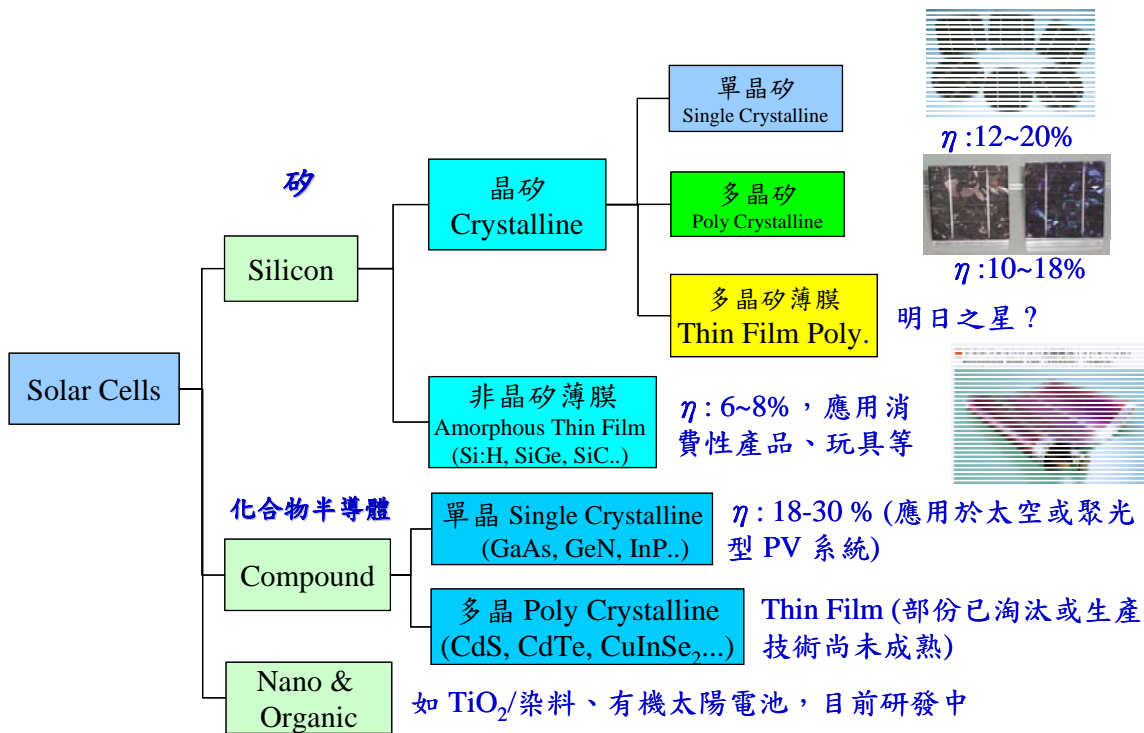 矽
單晶矽
Single Crystalline
η :12~20%
晶矽
Crystalline
多晶矽
Poly Crystalline
η :10~18%
Silicon
多晶矽薄膜
Thin Film Poly.
明日之星？
Solar Cells
非晶矽薄膜
Amorphous Thin Film
(Si:H, SiGe, SiC..)
η : 6~8%，應用消
費性產品、玩具等
化合物半導體
單晶 Single Crystalline
(GaAs, GeN, InP..)
η : 18-30 % (應用於太空或聚光
型 PV 系統)
Compound
多晶 Poly Crystalline
(CdS, CdTe, CuInSe₂...)
Thin Film (部份已淘汰或生產
技術尚未成熟)
Nano &
Organic
如 TiO₂/染料、有機太陽電池，目前研發中